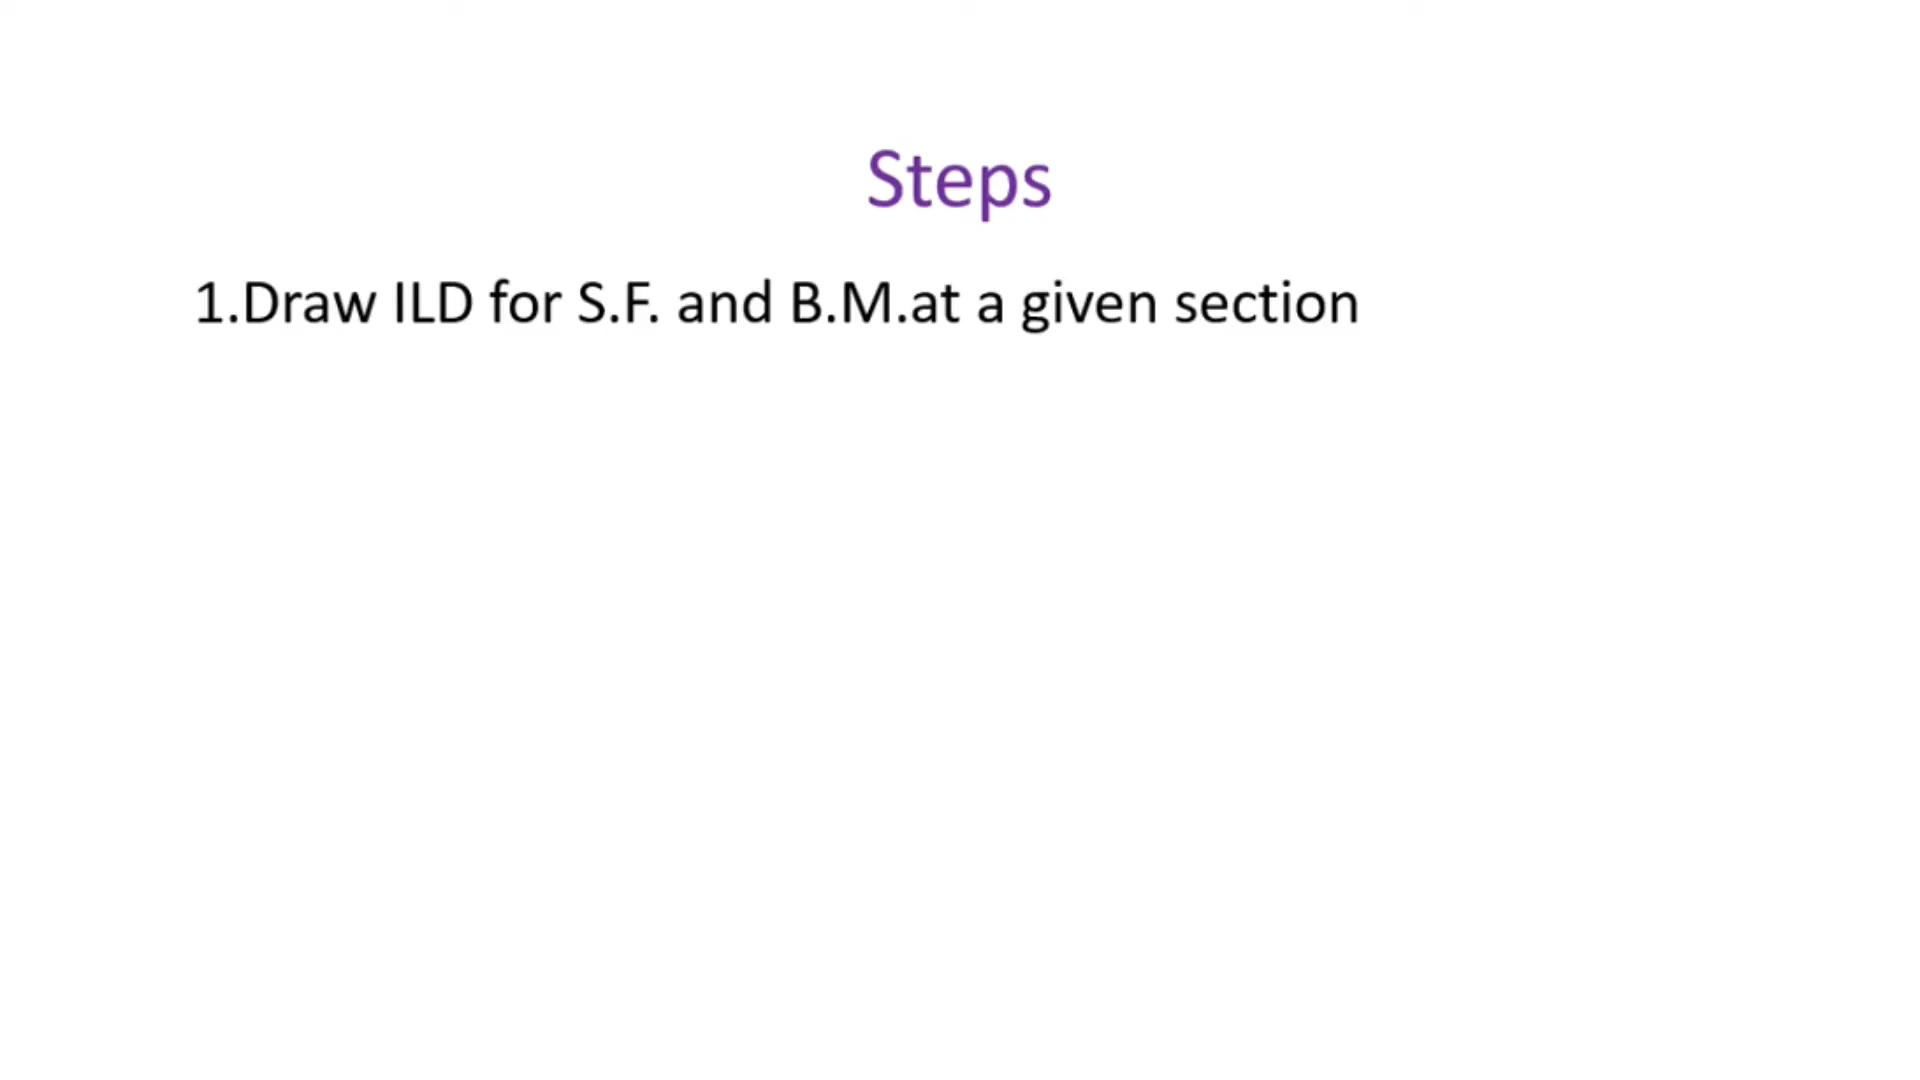 Steps
1.Draw ILD for S.F. and B.M.at a given section